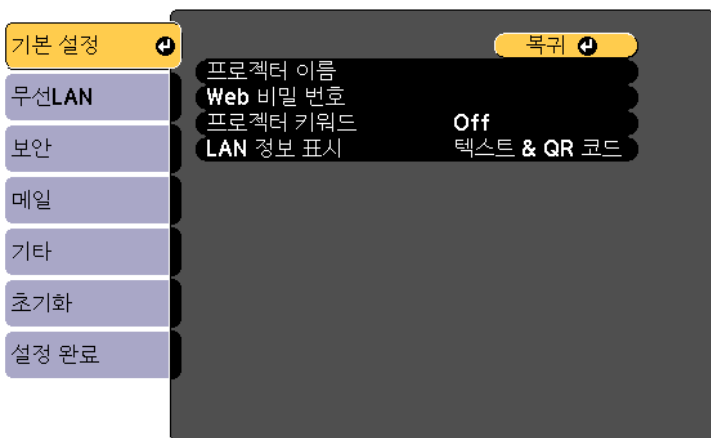 기본 설정
무선LAN
보안
메일
기타
초기화
설정 완료
복귀
프로젝터 이름
Web 비밀 번호
프로젝터 키워드 Off
LAN 정보 표시 텍스트 & QR 코드